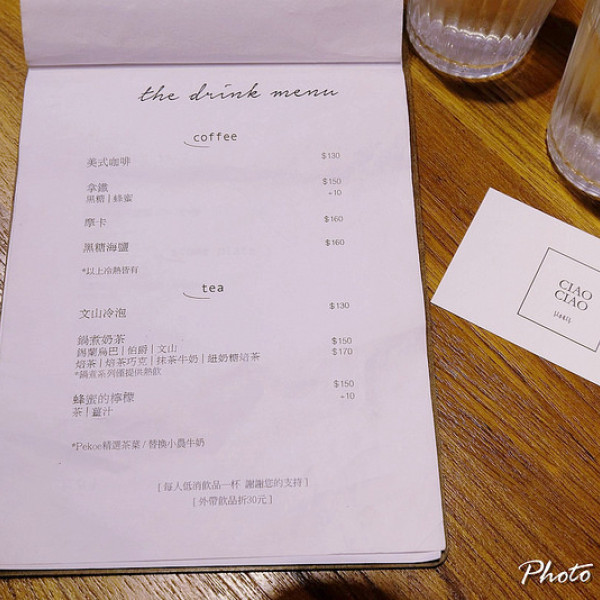 the drink menu
coffee
美式咖啡 $130
拿鐵 $150
黑糖 | 蜂蜜 +10
摩卡 $160
黑糖海鹽 $160
*以上冷熱皆有
tea
文山冷泡 $130
鍋煮奶茶 $150
錫蘭烏巴 | 伯爵 | 文山 $170
焙茶 | 焙茶巧克 | 抹茶牛奶 | 甜奶糖焙茶
*鍋煮系列僅提供熱飲
蜂蜜的檸檬 $150
茶 | 薑汁 +10
*Pekoe精選茶葉 / 替換小農牛奶
[ 每人低消飲品一杯 謝謝您的支持 ]
[ 外帶飲品折30元 ]
CIAO
CIAO
Photo